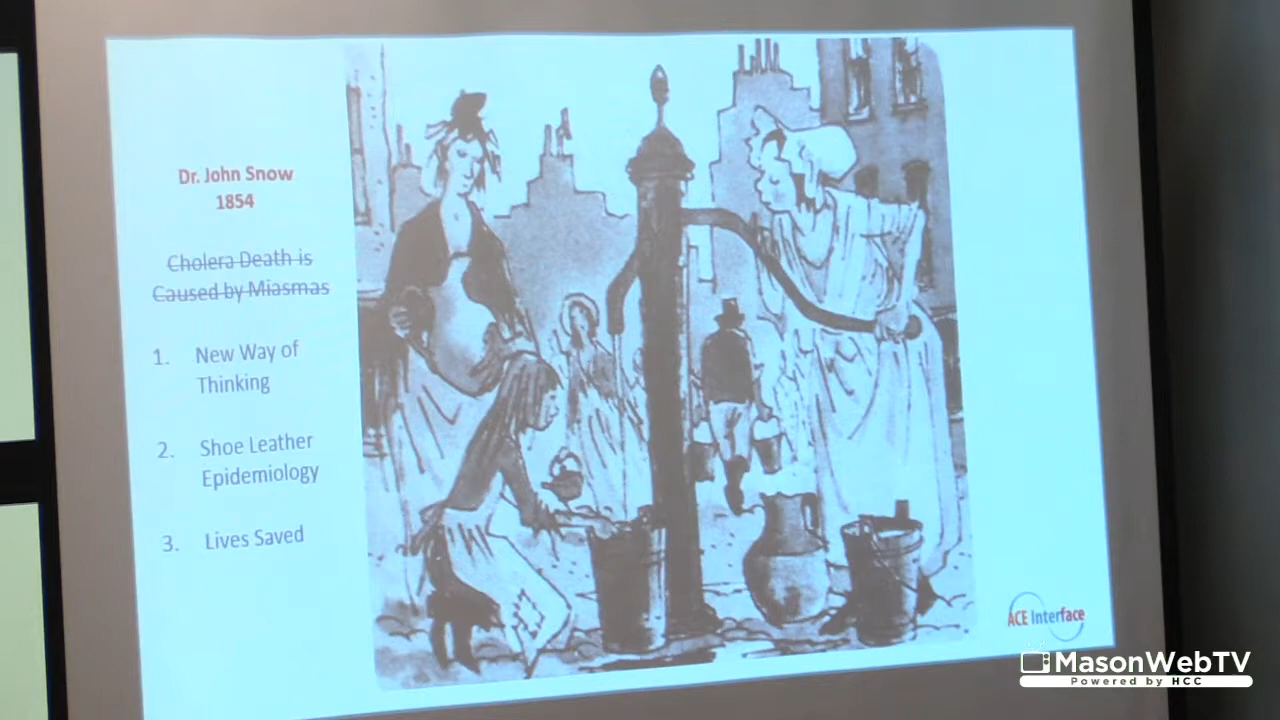 Dr. John Snow
1854
Cholera Death is
Caused by Miasmas
1. New Way of
Thinking
2. Shoe Leather
Epidemiology
3. Lives Saved
ACE Interface
MasonWebTV
Powered by HCC